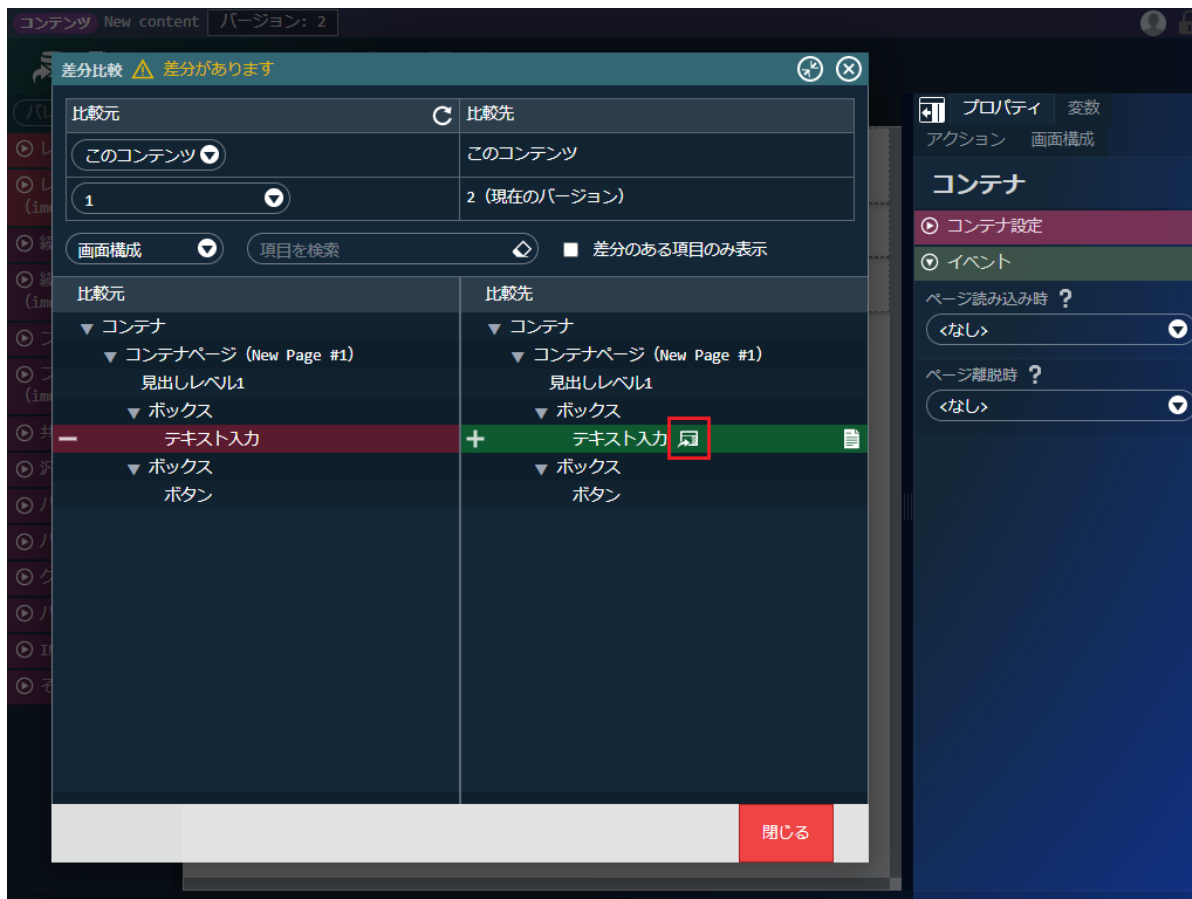 コンテンツ New content バージョン: 2
差分比較 差分があります
比較元 比較先
このコンテンツ このコンテンツ
1 2（現在のバージョン）
画面構成 項目を検索 差分のある項目のみ表示
比較元 比較先
コンテナ コンテナ
コンテナページ（New Page #1） コンテナページ（New Page #1）
見出しレベル1 見出しレベル1
ボックス ボックス
テキスト入力 テキスト入力
ボックス ボックス
ボタン ボタン
閉じる
プロパティ 変数
アクション 画面構成
コンテナ
コンテナ設定
イベント
ページ読み込み時 ?
<なし>
ページ離脱時 ?
<なし>